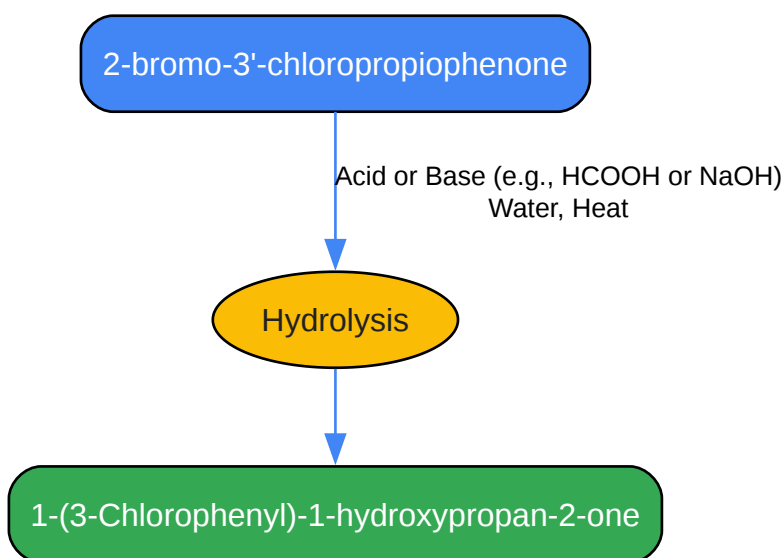 2-bromo-3'-chloropropiophenone
Acid or Base (e.g., HCOOH or NaOH)
Water, Heat
Hydrolysis
1-(3-Chlorophenyl)-1-hydroxypropan-2-one